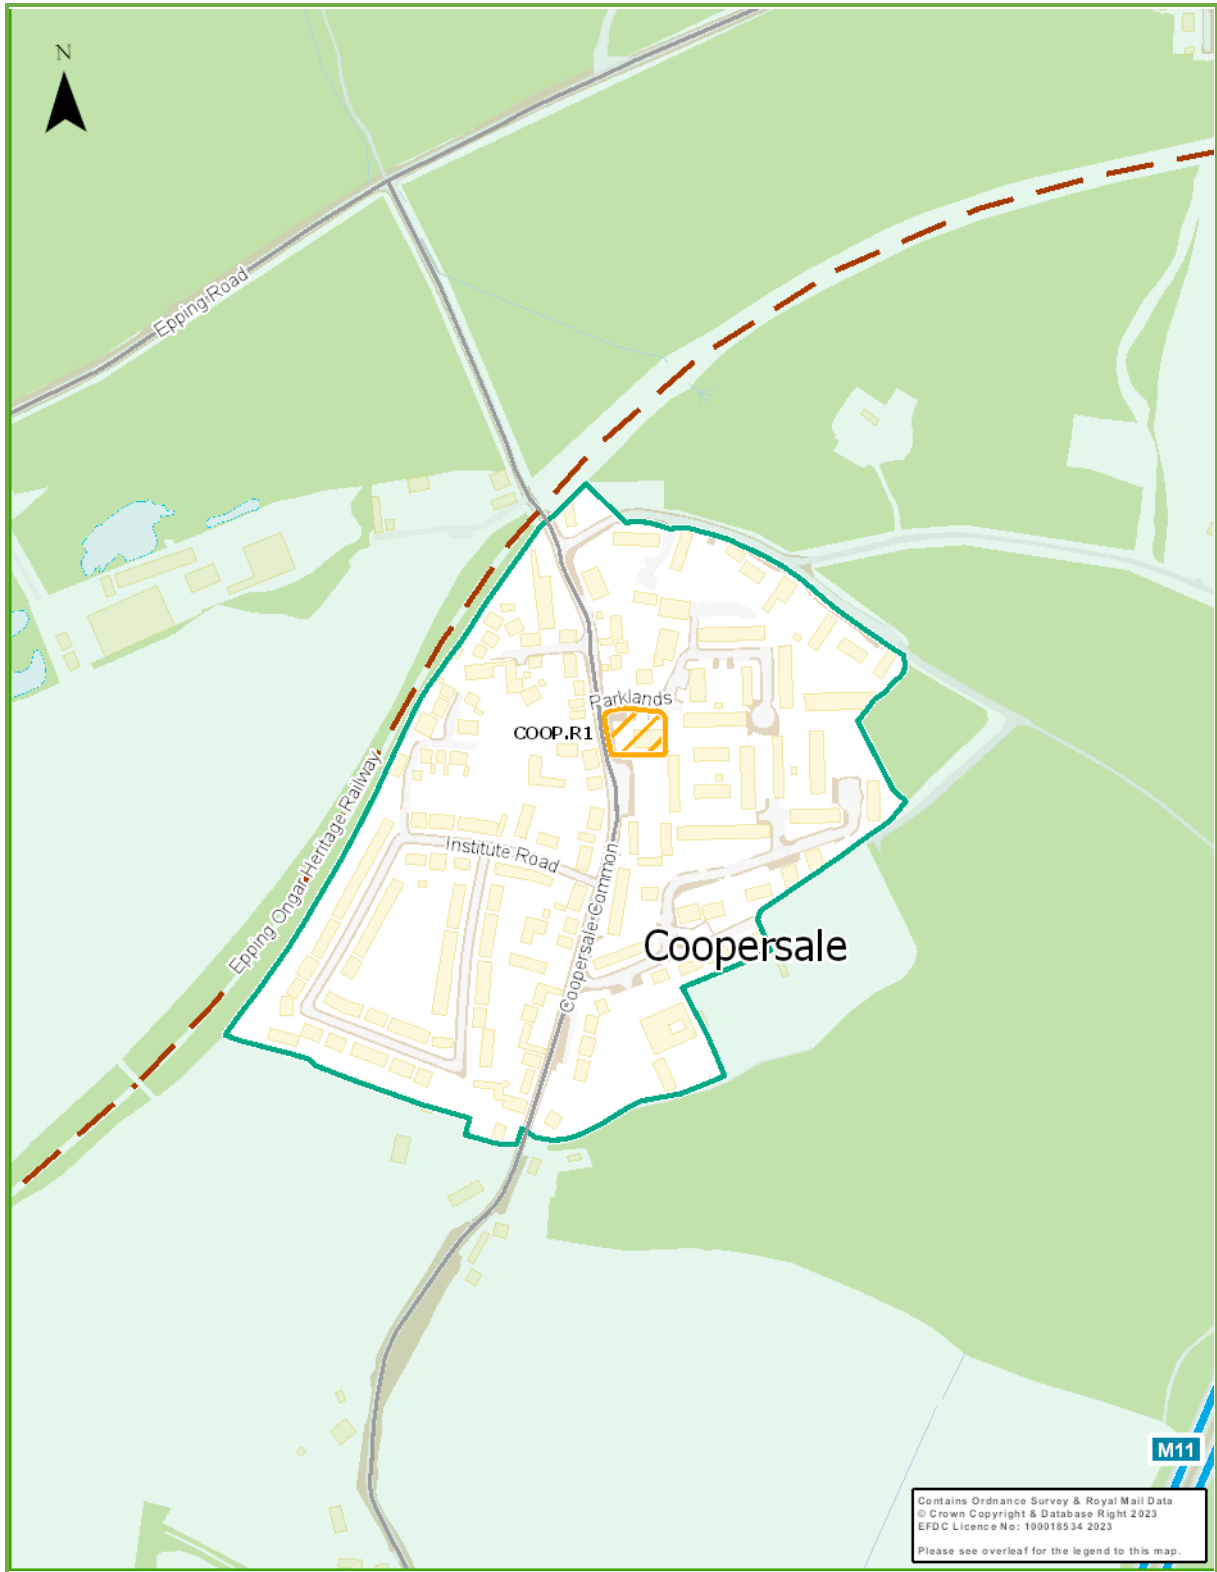 N
Epping Road
Parklands
COOP.R1
Epping Ongar Heritage Railway
Institute Road
Coopersale Common
Coopersale
M11
Contains Ordnance Survey & Royal Mail Data
© Crown Copyright & Database Right 2023
EFDC Licence No: 100018534 2023
Please see overleaf for the legend to this map.